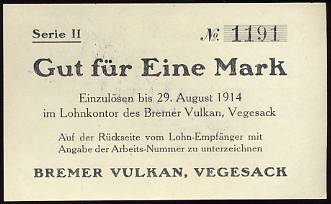 Serie II
№ 1191
Gut für Eine Mark
Einzulösen bis 29. August 1914
im Lohnkontor des Bremer Vulkan, Vegesack
Auf der Rückseite vom Lohn-Empfänger mit
Angabe der Arbeits-Nummer zu unterzeichnen
BREMER VULKAN, VEGESACK